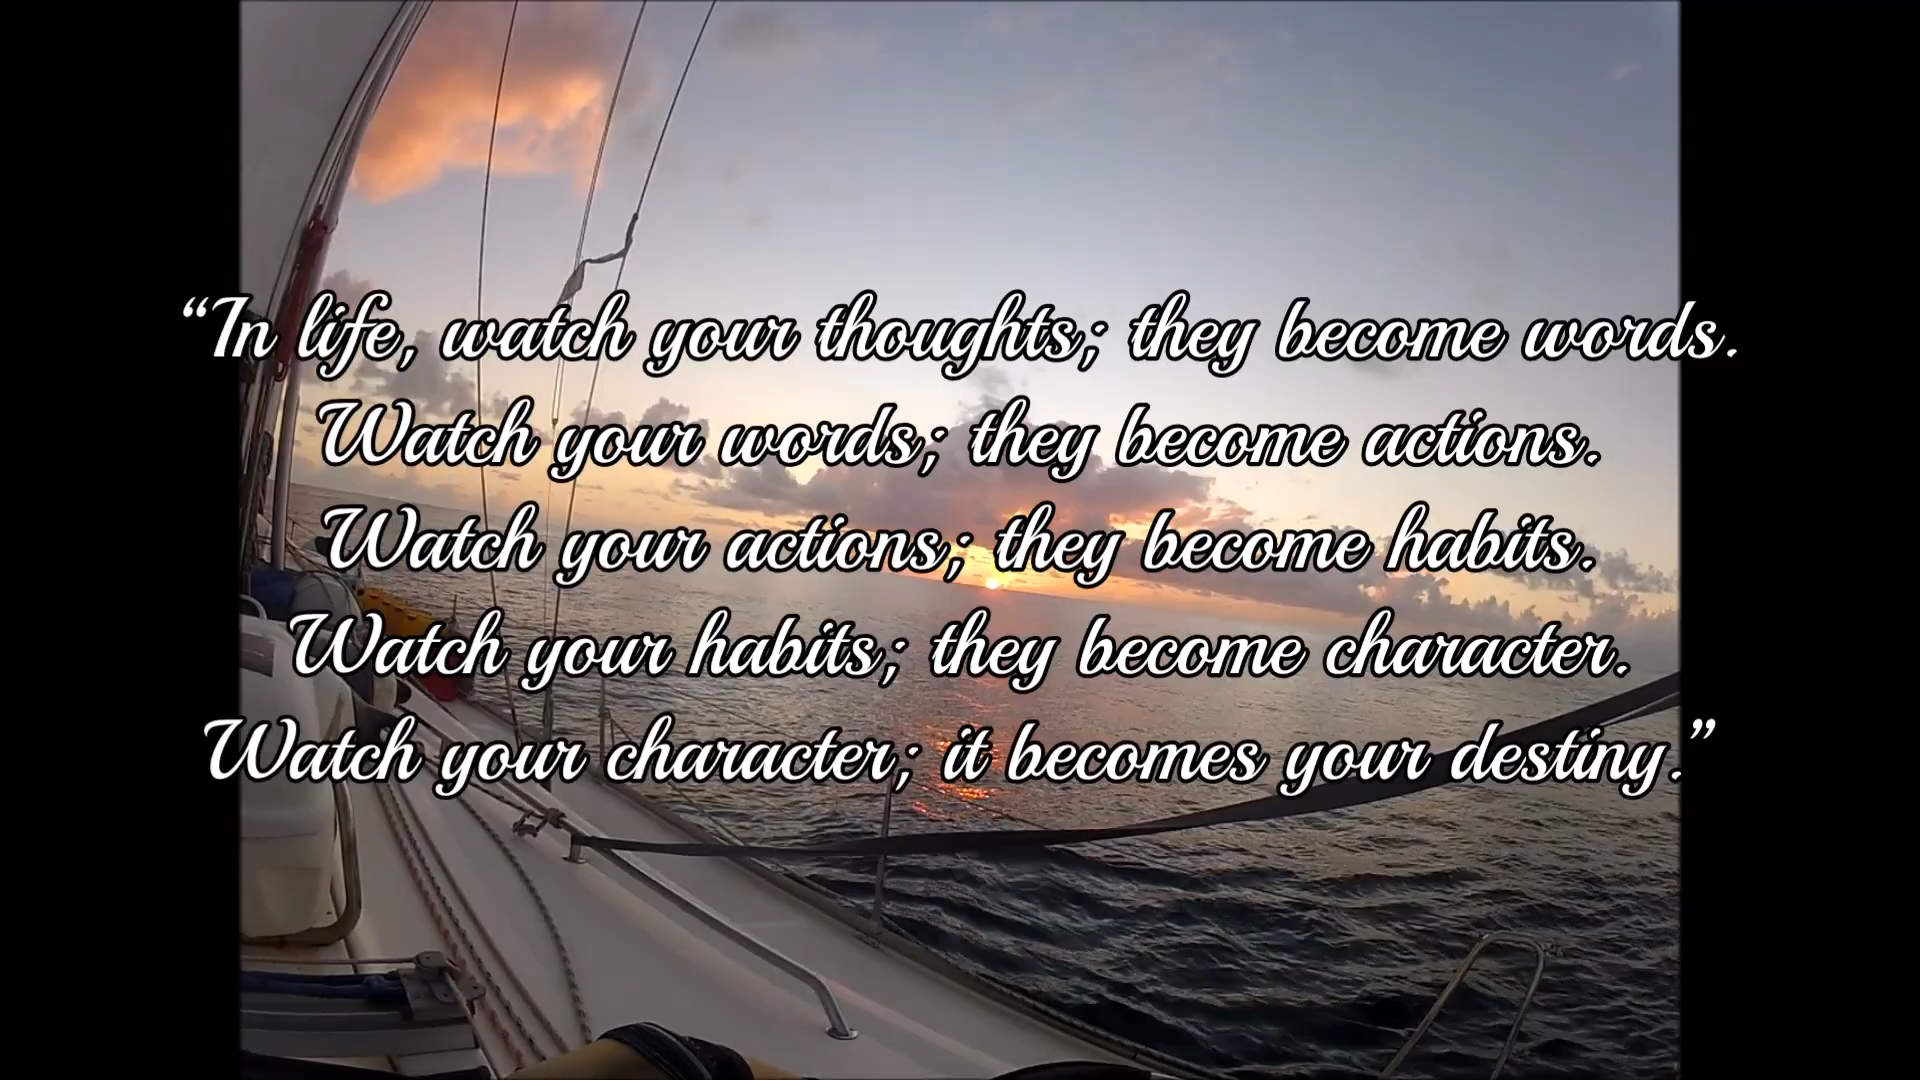 “In life, watch your thoughts; they become words.
Watch your words; they become actions.
Watch your actions; they become habits.
Watch your habits; they become character.
Watch your character; it becomes your destiny.”